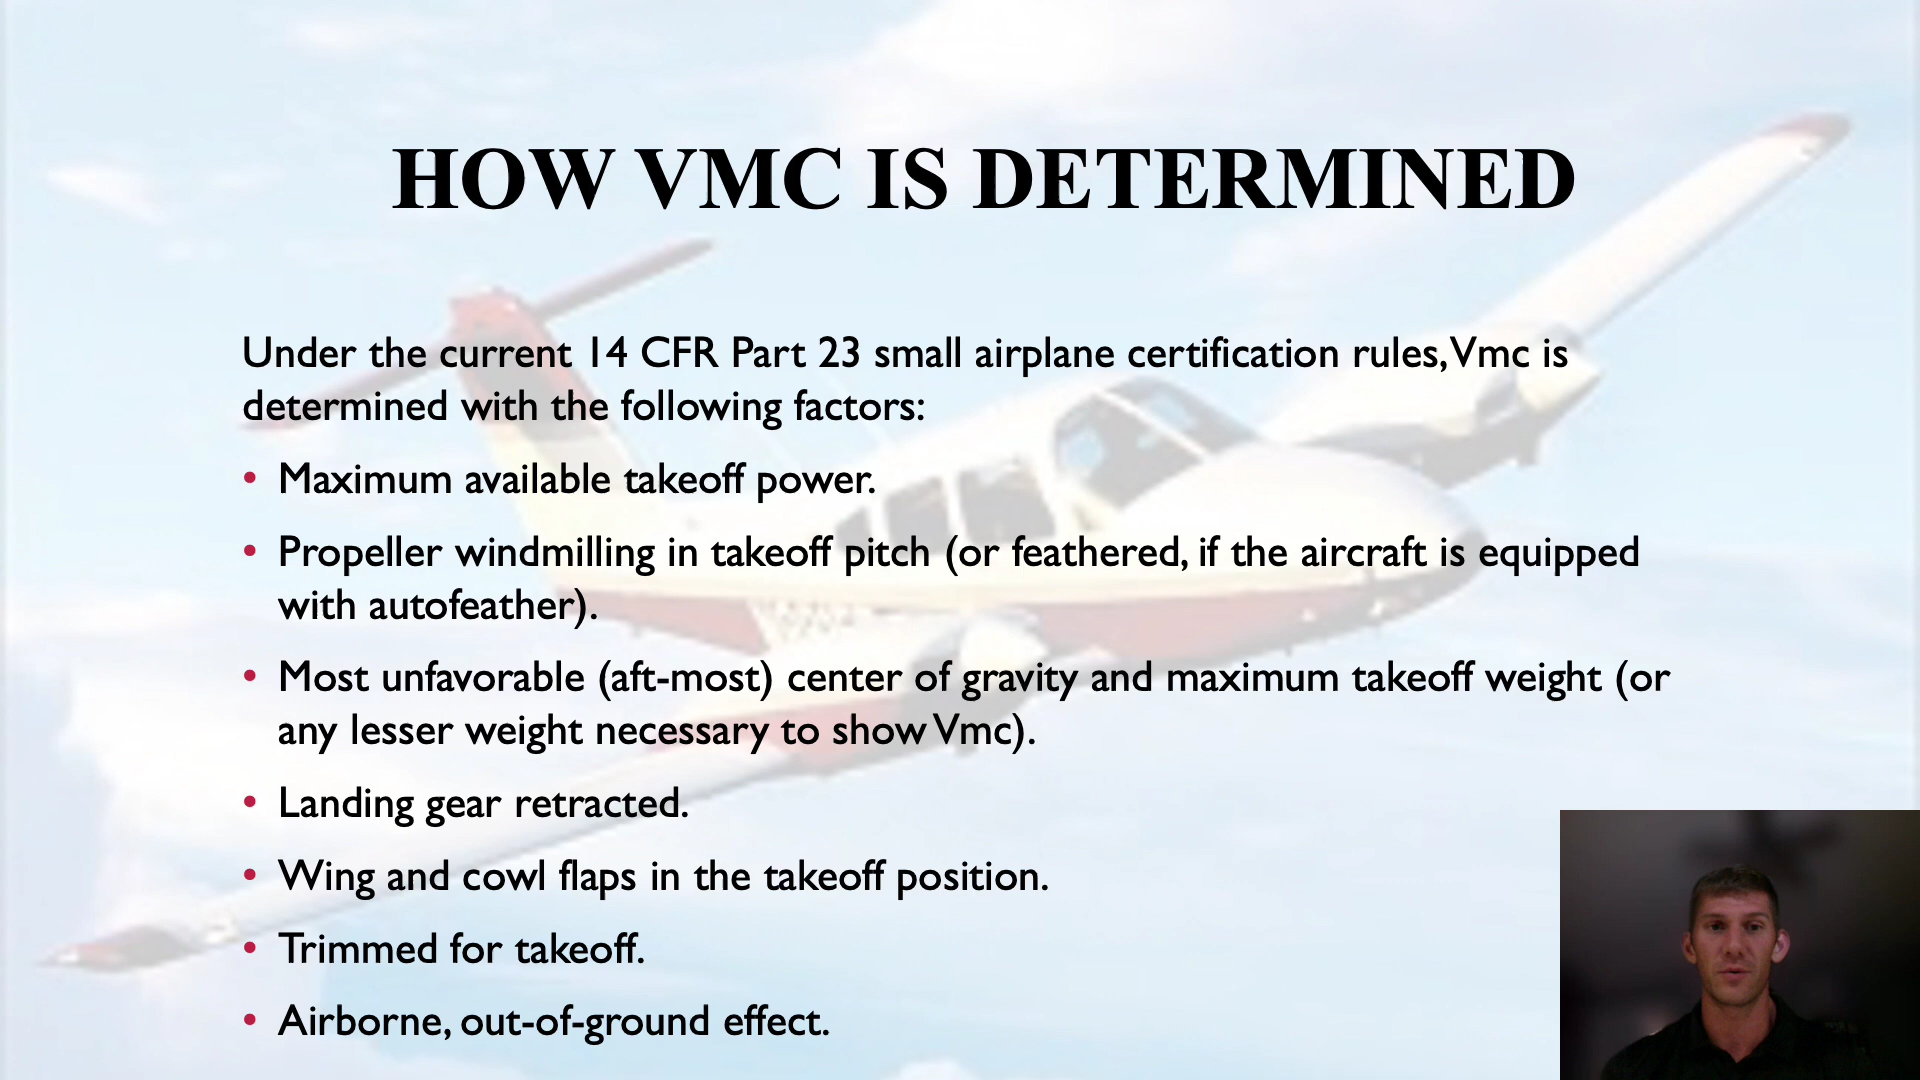 HOW VMC IS DETERMINED
Under the current 14 CFR Part 23 small airplane certification rules, Vmc is
determined with the following factors:
• Maximum available takeoff power.
• Propeller windmilling in takeoff pitch (or feathered, if the aircraft is equipped
with autofeather).
• Most unfavorable (aft-most) center of gravity and maximum takeoff weight (or
any lesser weight necessary to show Vmc).
• Landing gear retracted.
• Wing and cowl flaps in the takeoff position.
• Trimmed for takeoff.
• Airborne, out-of-ground effect.